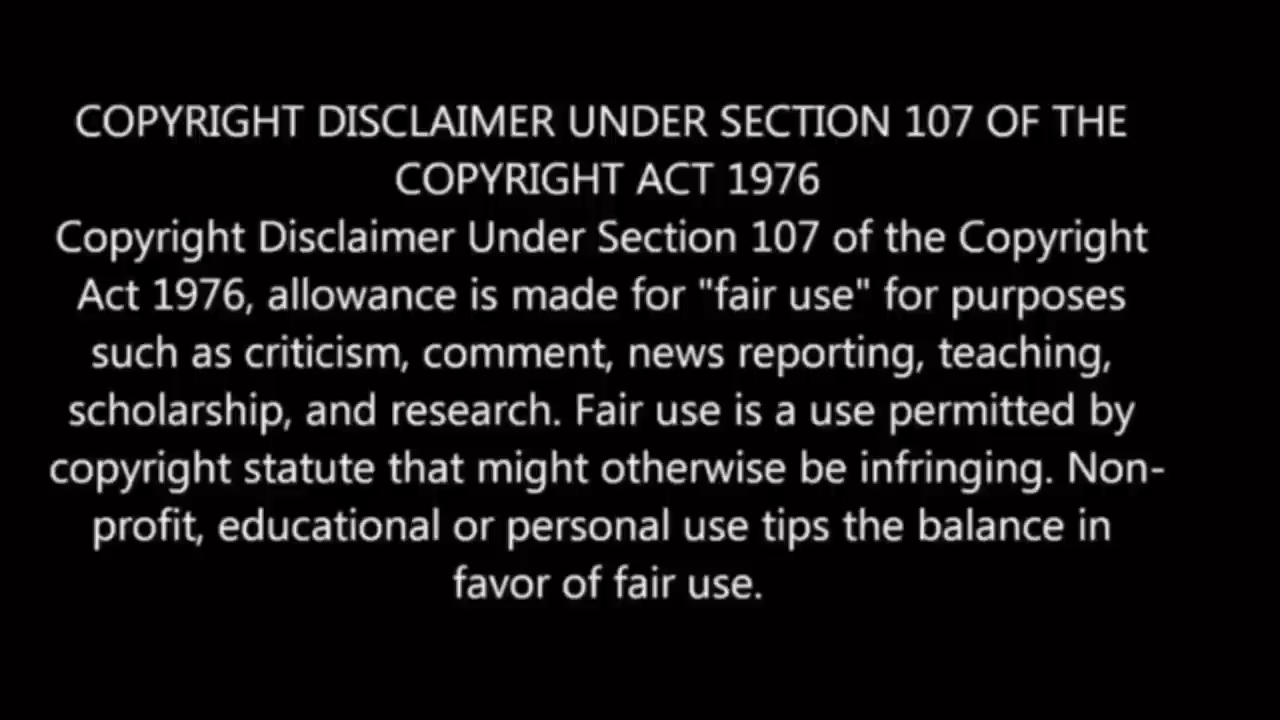 COPYRIGHT DISCLAIMER UNDER SECTION 107 OF THE
COPYRIGHT ACT 1976
Copyright Disclaimer Under Section 107 of the Copyright
Act 1976, allowance is made for "fair use" for purposes
such as criticism, comment, news reporting, teaching,
scholarship, and research. Fair use is a use permitted by
copyright statute that might otherwise be infringing. Non-
profit, educational or personal use tips the balance in
favor of fair use.